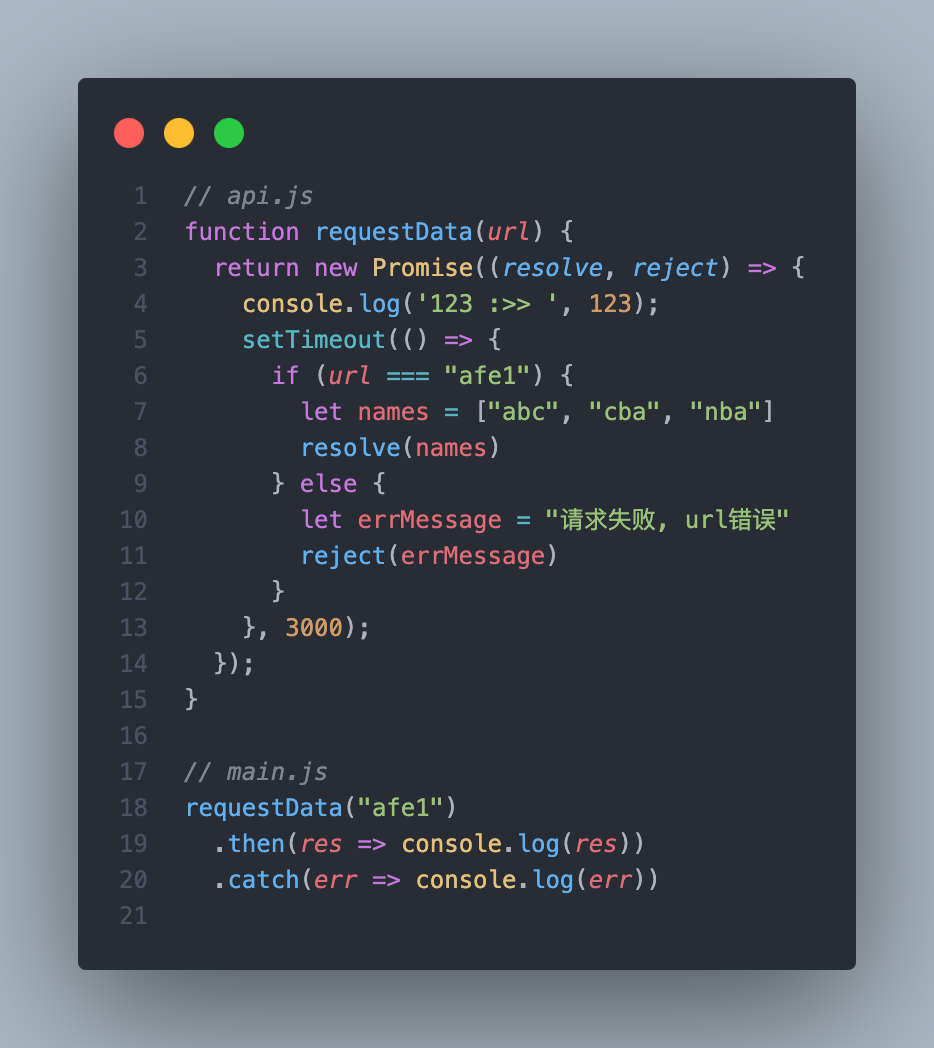 1 // api.js
2 function requestData(url) {
3   return new Promise((resolve, reject) => {
4     console.log('123 :>> ', 123);
5     setTimeout(() => {
6       if (url === "afe1") {
7         let names = ["abc", "cba", "nba"]
8         resolve(names)
9       } else {
10         let errMessage = "请求失败, url错误"
11         reject(errMessage)
12       }
13     }, 3000);
14   });
15 }
16
17 // main.js
18 requestData("afe1")
19   .then(res => console.log(res))
20   .catch(err => console.log(err))
21